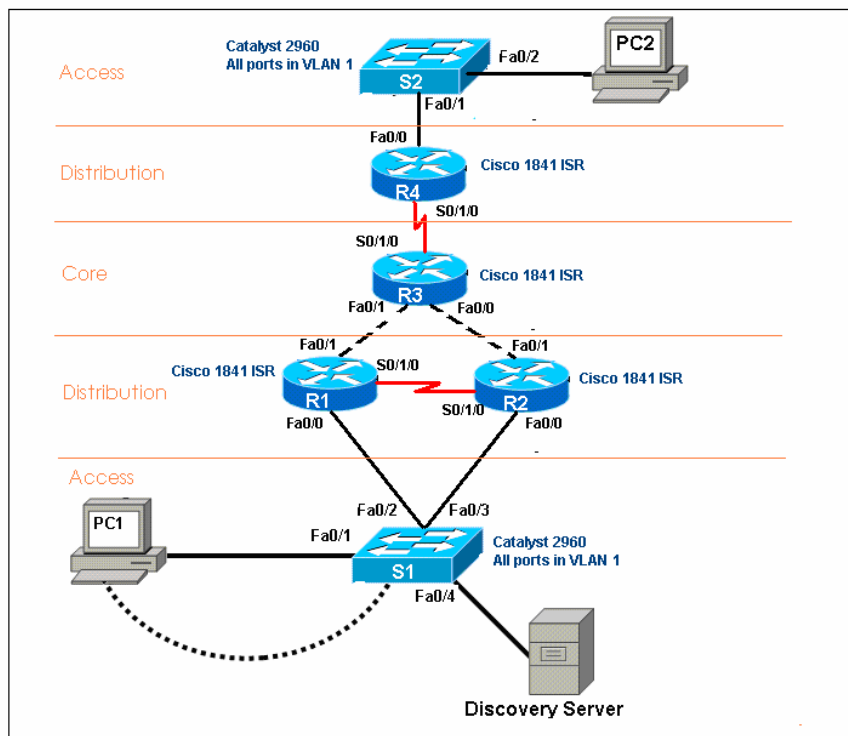 Catalyst 2960
All ports in VLAN 1
PC2
Fa0/2
Access
S2
Fa0/1
Fa0/0
Distribution
Cisco 1841 ISR
R4
S0/1/0
S0/1/0
Core
Cisco 1841 ISR
R3
Fa0/1
Fa0/0
Fa0/1
Fa0/1
Cisco 1841 ISR
S0/1/0
Cisco 1841 ISR
Distribution
R1
S0/1/0
R2
Fa0/0
Fa0/0
Access
Fa0/2
Fa0/3
PC1
Fa0/1
Catalyst 2960
All ports in VLAN 1
S1
Fa0/4
Discovery Server